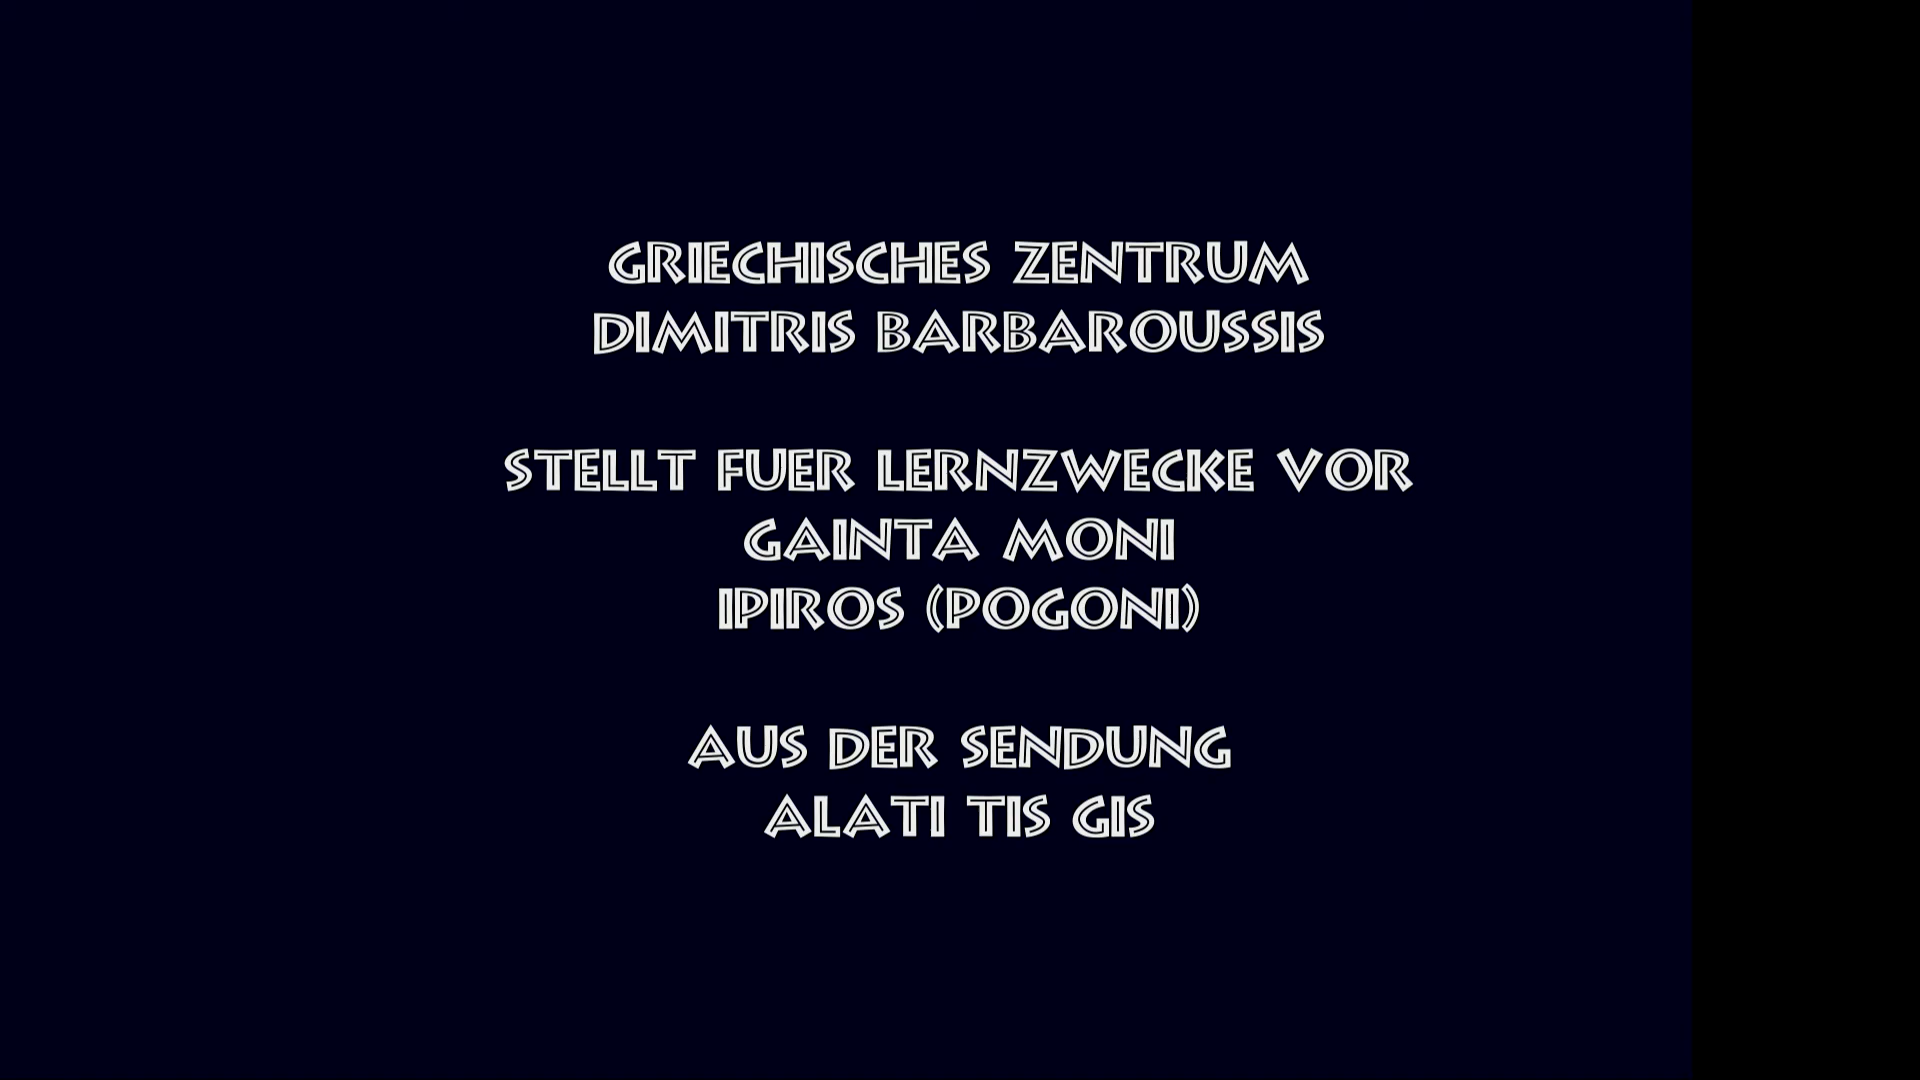 GRIECHISCHES ZENTRUM
DIMITRIS BARBAROUSSIS
STELLT FUER LERNZWECKE VOR
GAINTA MONI
IPIROS (POGONI)
AUS DER SENDUNG
ALATI TIS GIS